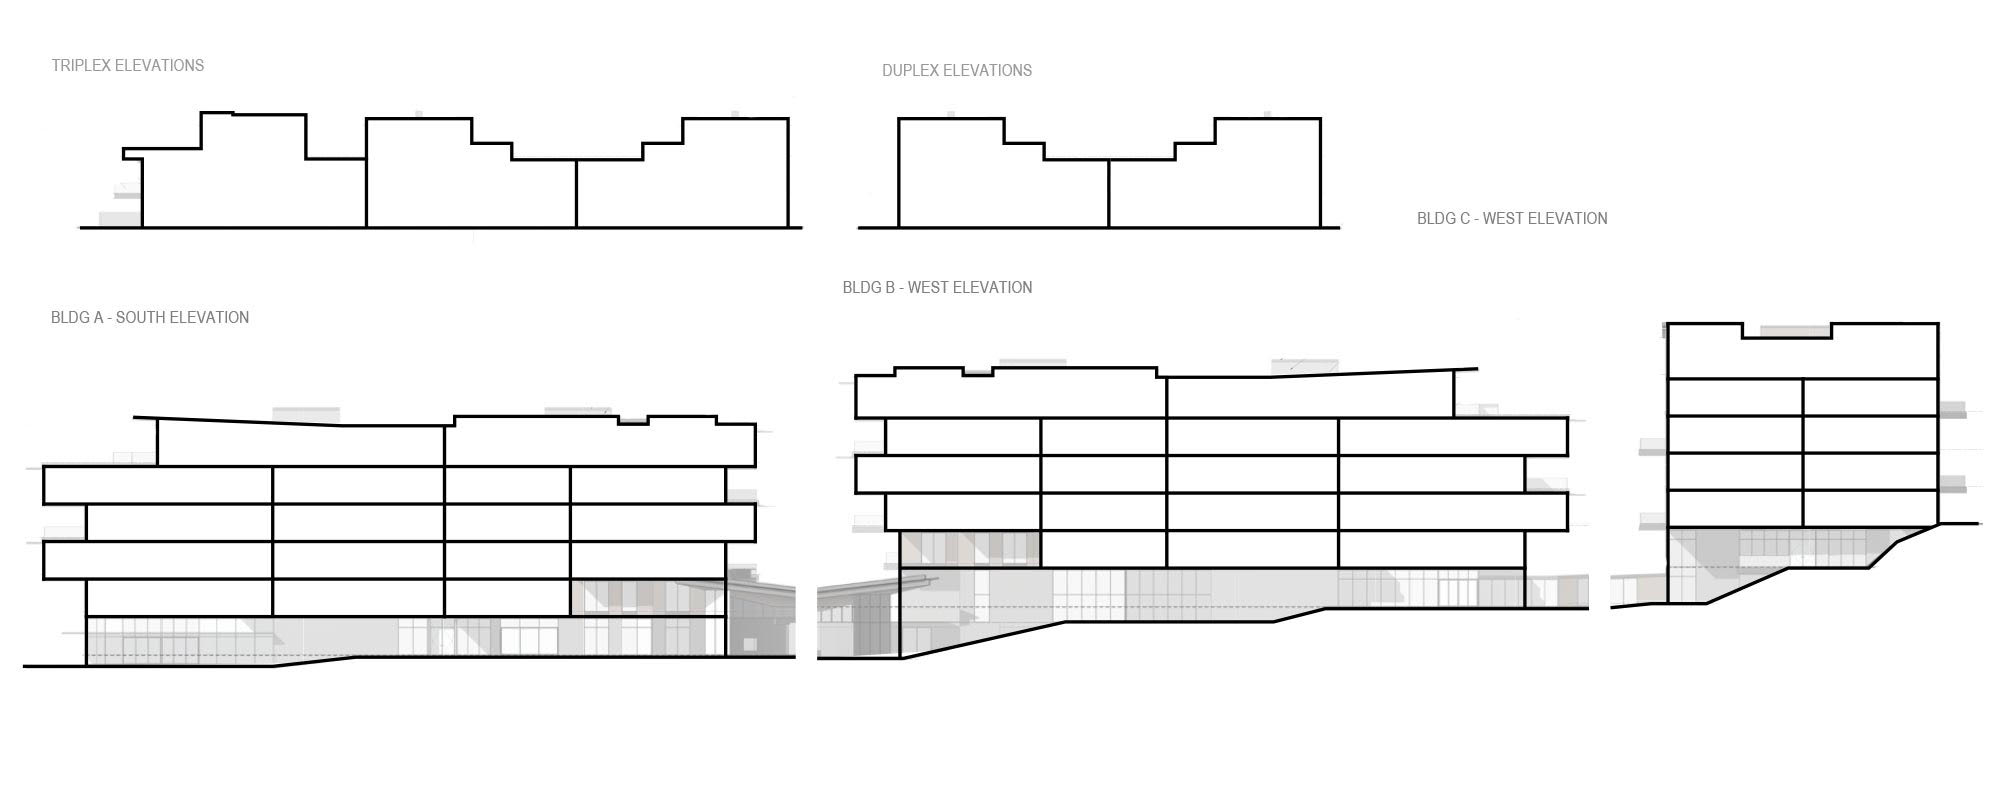 TRIPLEX ELEVATIONS
DUPLEX ELEVATIONS
BLDG C - WEST ELEVATION
BLDG B - WEST ELEVATION
BLDG A - SOUTH ELEVATION